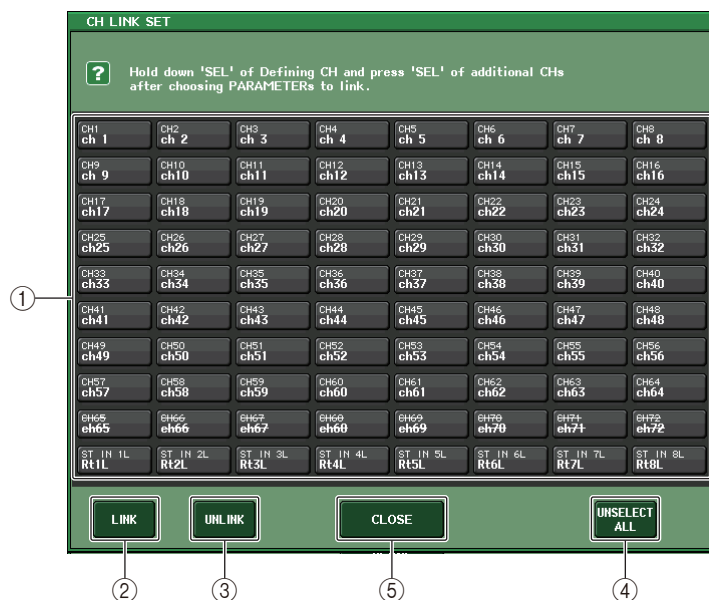 CH LINK SET
?
Hold down 'SEL' of Defining CH and press 'SEL' of additional CHs
after choosing PARAMETERs to link.
CH1 CH2 CH3 CH4 CH5 CH6 CH7 CH8
ch 1 ch 2 ch 3 ch 4 ch 5 ch 6 ch 7 ch 8
CH9 CH10 CH11 CH12 CH13 CH14 CH15 CH16
ch 9 ch10 ch11 ch12 ch13 ch14 ch15 ch16
CH17 CH18 CH19 CH20 CH21 CH22 CH23 CH24
ch17 ch18 ch19 ch20 ch21 ch22 ch23 ch24
CH25 CH26 CH27 CH28 CH29 CH30 CH31 CH32
ch25 ch26 ch27 ch28 ch29 ch30 ch31 ch32
CH33 CH34 CH35 CH36 CH37 CH38 CH39 CH40
ch33 ch34 ch35 ch36 ch37 ch38 ch39 ch40
①
CH41 CH42 CH43 CH44 CH45 CH46 CH47 CH48
ch41 ch42 ch43 ch44 ch45 ch46 ch47 ch48
CH49 CH50 CH51 CH52 CH53 CH54 CH55 CH56
ch49 ch50 ch51 ch52 ch53 ch54 ch55 ch56
CH57 CH58 CH59 CH60 CH61 CH62 CH63 CH64
ch57 ch58 ch59 ch60 ch61 ch62 ch63 ch64
CH65 CH66 CH67 CH68 CH69 CH70 CH71 CH72
ch65 ch66 ch67 ch68 ch69 ch70 ch71 ch72
ST IN 1L ST IN 2L ST IN 3L ST IN 4L ST IN 5L ST IN 6L ST IN 7L ST IN 8L
Rt1L Rt2L Rt3L Rt4L Rt5L Rt6L Rt7L Rt8L
LINK UNLINK CLOSE UNSELECT
ALL
② ③ ⑤ ④